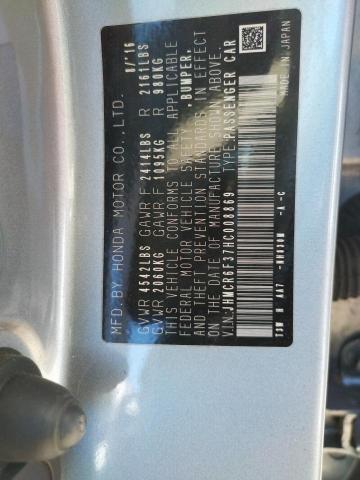 MFD.BY HONDA MOTOR CO.,LTD. 8/'16
GVWR 4542LBS GAWR F 2414LBS R 2161LBS
GVWR 2060KG GAWR F 1095KG R 980KG
THIS VEHICLE CONFORMS TO ALL APPLICABLE
FEDERAL MOTOR VEHICLE SAFETY ,BUMPER,
AND THEFT PREVENTION STANDARDS IN EFFECT
ON THE DATE OF MANUFACTURE SHOWN ABOVE.
V.I.N:JHMCR6F37HC008869 TYPE:PASSENGER CAR
MADE IN JAPAN
H AA7 -A -C